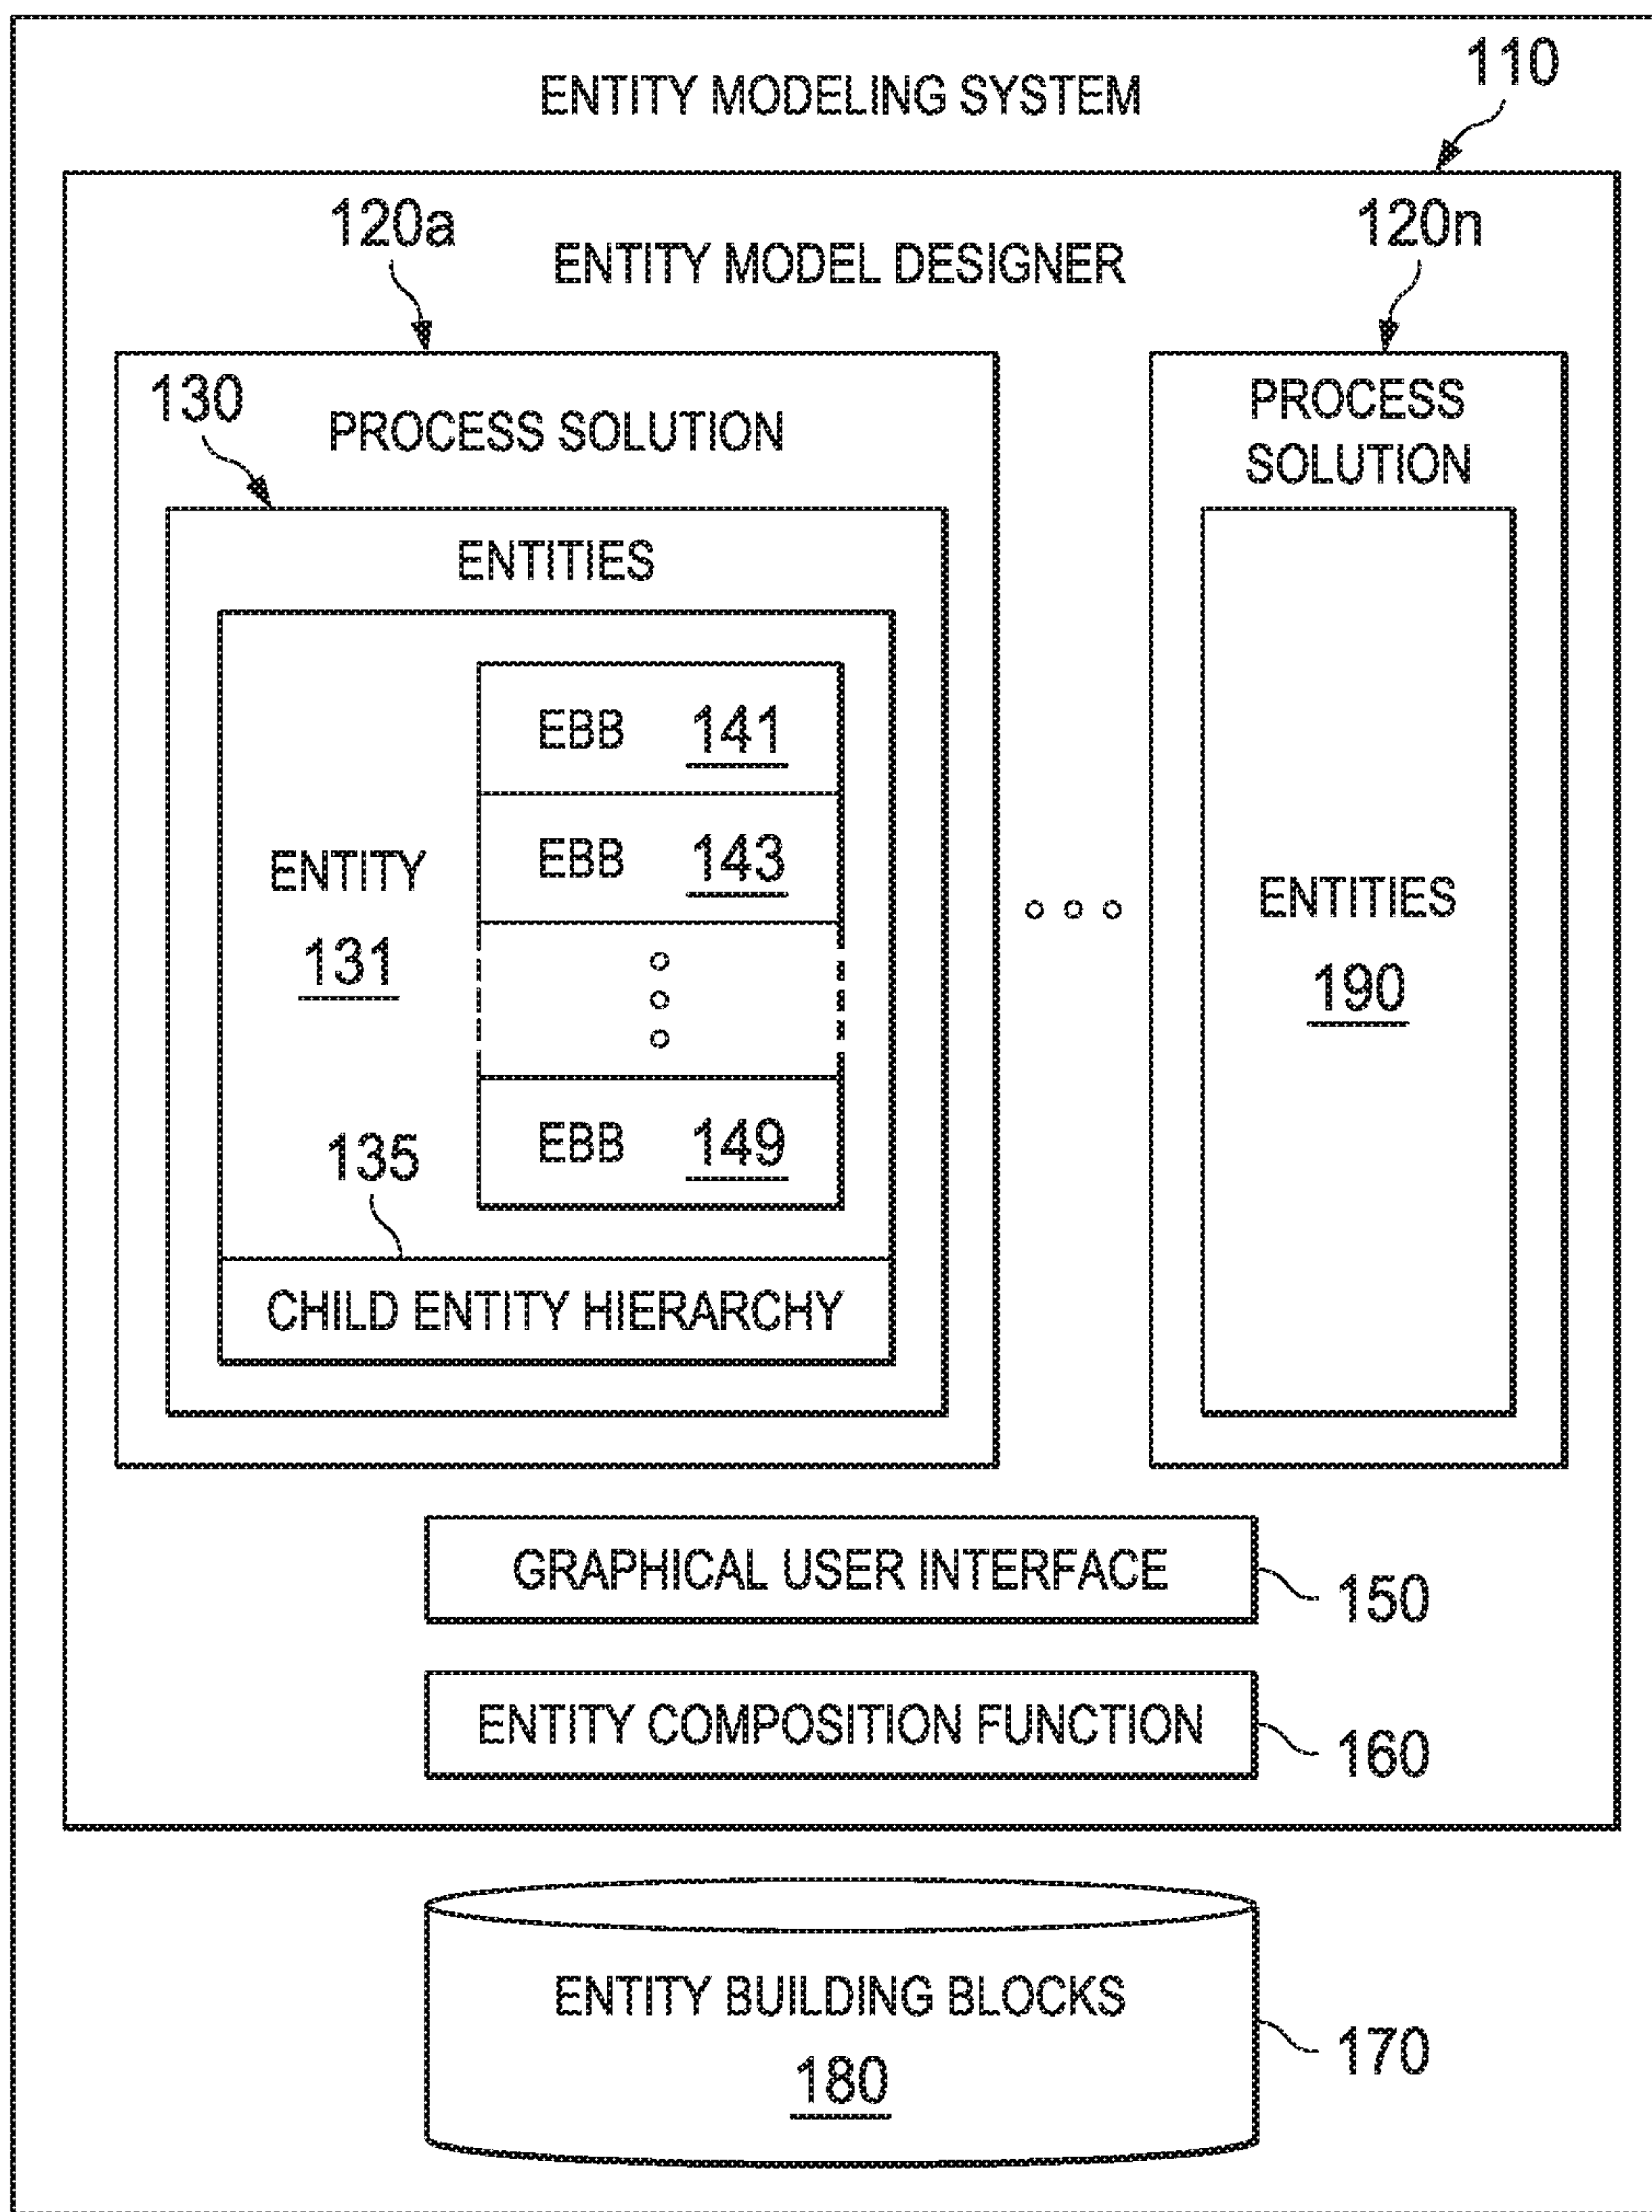 ENTITY MODELING SYSTEM
110
120a
ENTITY MODEL DESIGNER
120n
130
PROCESS SOLUTION
ENTITIES
ENTITY
131
EBB 141
EBB 143
EBB 149
135
CHILD ENTITY HIERARCHY
PROCESS
SOLUTION
ENTITIES
190
GRAPHICAL USER INTERFACE
150
ENTITY COMPOSITION FUNCTION
160
ENTITY BUILDING BLOCKS
180
170